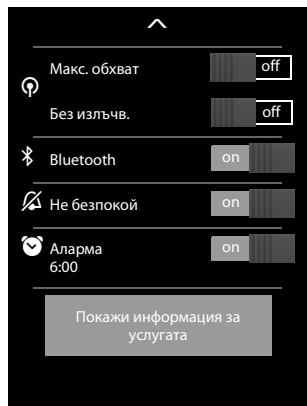 Макс. обхват
off
Без излъчв.
off
Bluetooth
on
Не безпокой
on
Аларма
on
6:00
Покажи информация за
услугата